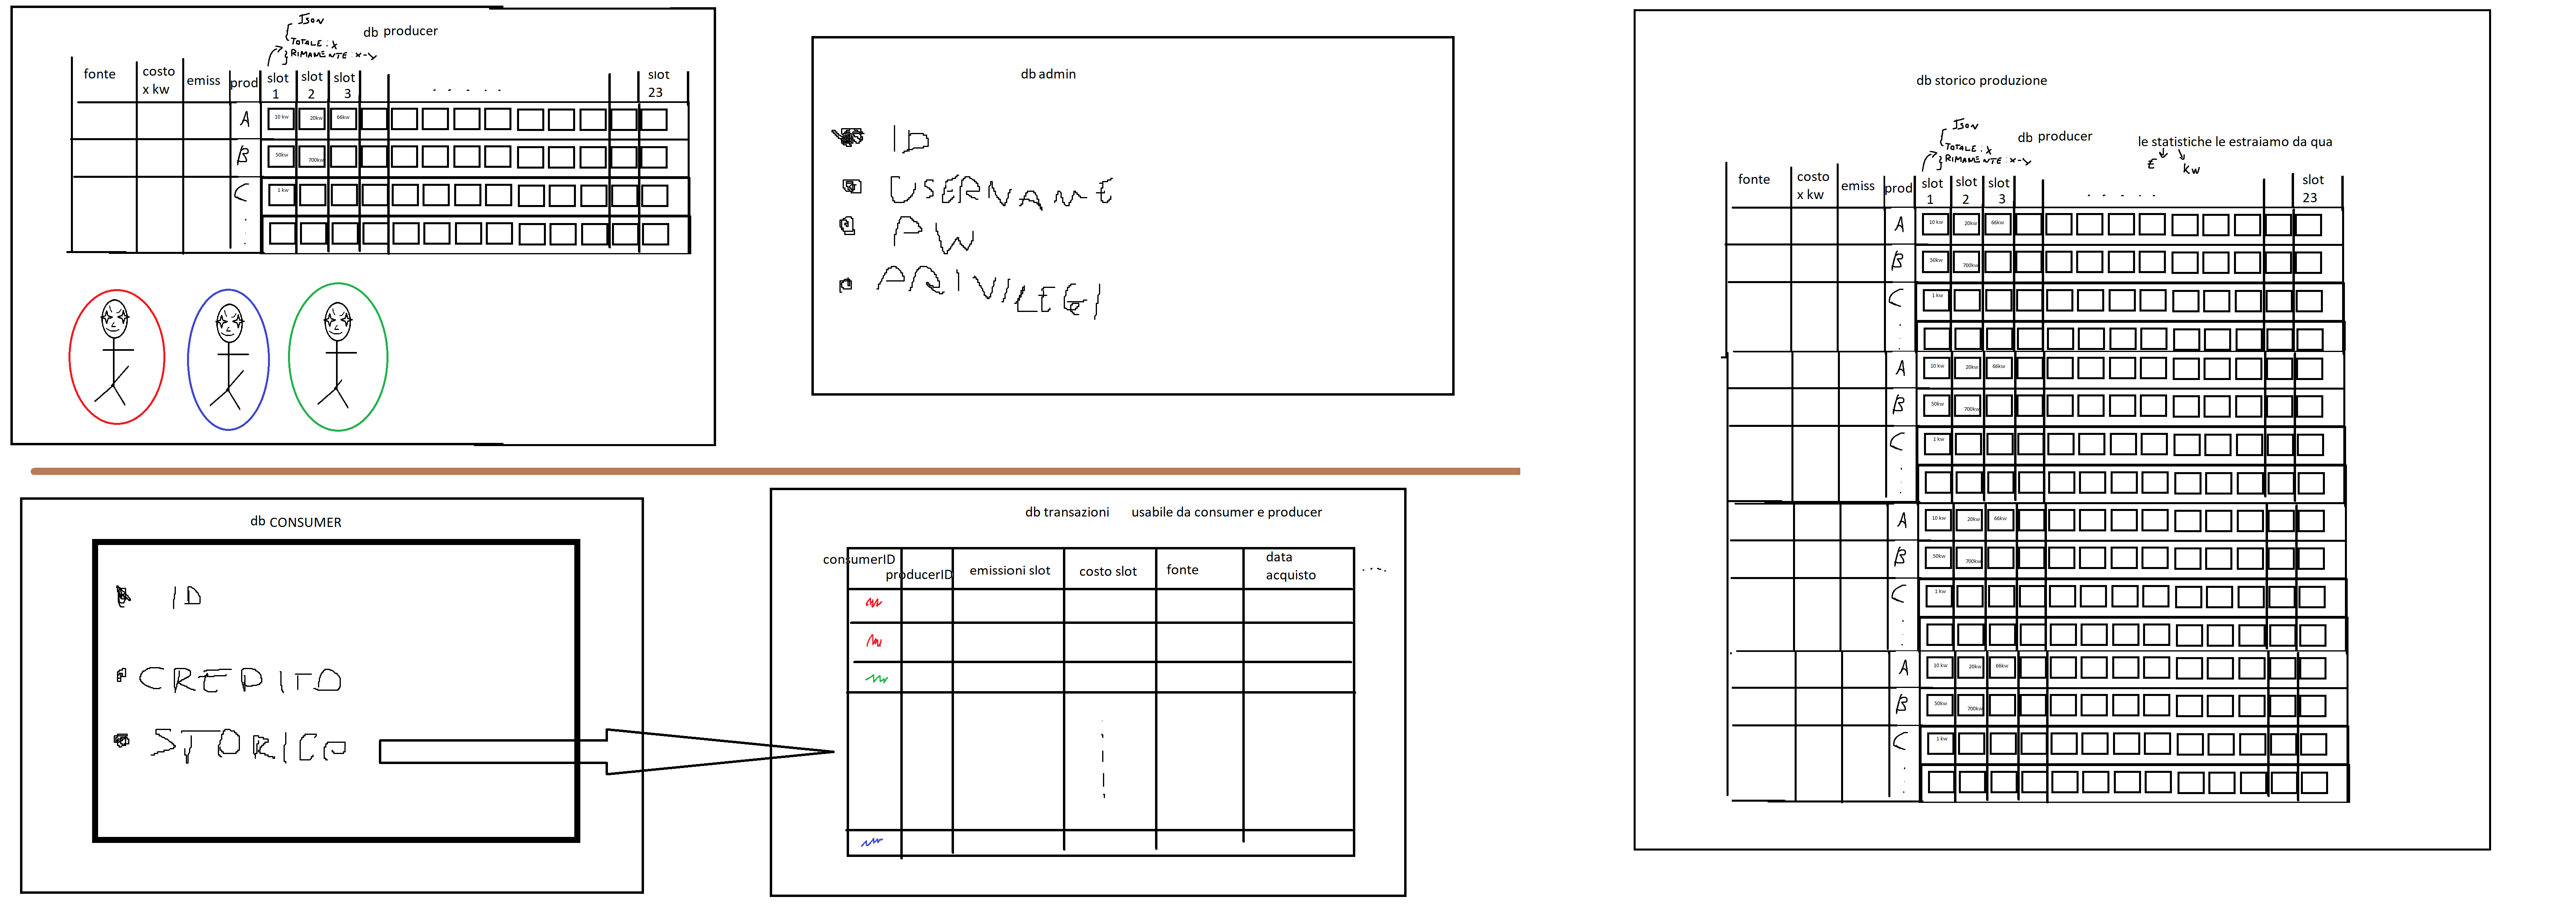 Json
db producer
{ TOTALE : X
} RIMAMENTE : X-Y
fonte costo x kw emiss prod slot 1 slot 2 slot 3 . . . . . slot 23
A 10 kw 20kw 66kw
B 50kw 700kw
C 1 kw
.
.
db admin
ID
USERNAME
PW
PRIVILEGI
db CONSUMER
ID
CREDITO
STORICO
db transazioni usabile da consumer e producer
consumerID producerID emissioni slot costo slot fonte data acquisto . . . .
db storico produzione
Json
db producer le statistiche le estraiamo da qua
{ TOTALE : X
} RIMAMENTE : X-Y
€ kw
fonte costo x kw emiss prod slot 1 slot 2 slot 3 . . . . . slot 23
A 10 kw 20kw 66kw
B 50kw 700kw
C 1 kw
.
.
A 10 kw 20kw 66kw
B 50kw 700kw
C 1 kw
.
.
A 10 kw 20kw 66kw
B 50kw 700kw
C 1 kw
.
.
A 10 kw 20kw 66kw
B 50kw 700kw
C 1 kw
.
.